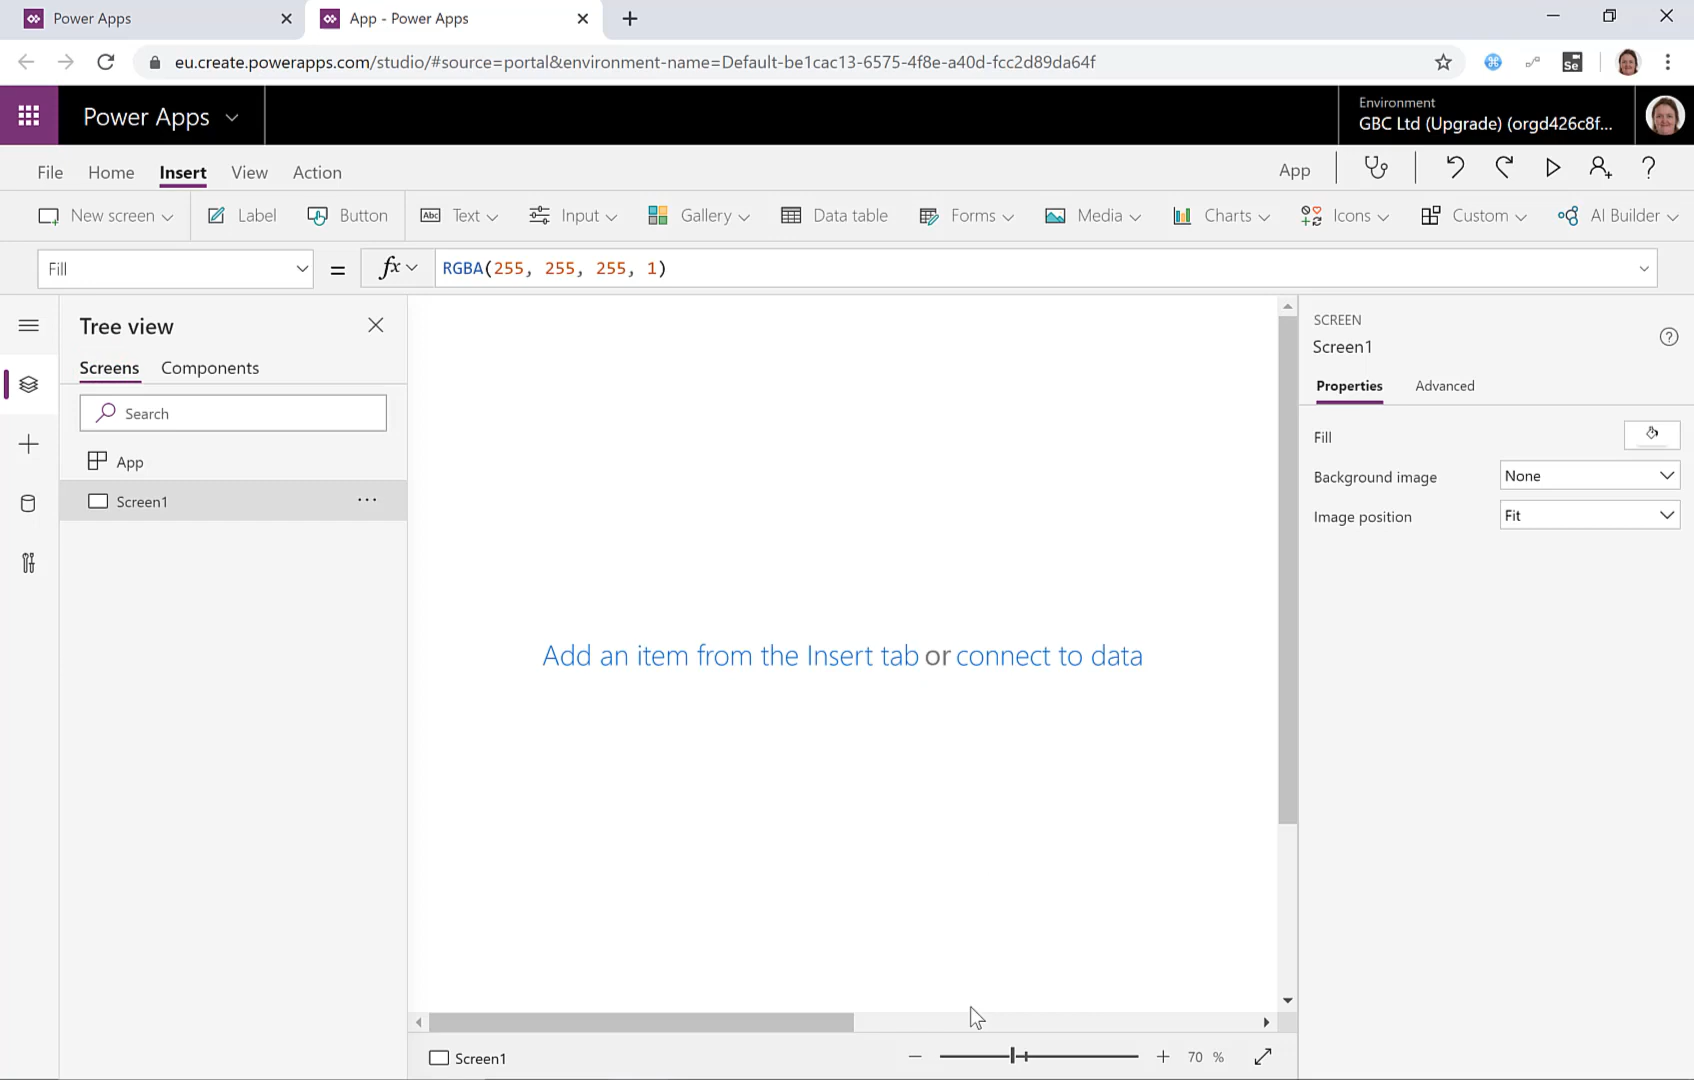 Power Apps
App - Power Apps
eu.create.powerapps.com/studio/#source=portal&environment-name=Default-be1cac13-6575-4f8e-a40d-fcc2d89da64f
Se
Power Apps
Environment
GBC Ltd (Upgrade) (orgd426c8f...
File Home Insert View Action App
New screen Label Button Abc Text Input Gallery Data table Forms Media Charts Icons Custom AI Builder
Fill = fx RGBA(255, 255, 255, 1)
Tree view
Screens Components
Search
App
Screen1
Add an item from the Insert tab or connect to data
SCREEN
Screen1
Properties Advanced
Fill
Background image None
Image position Fit
Screen1 70 %